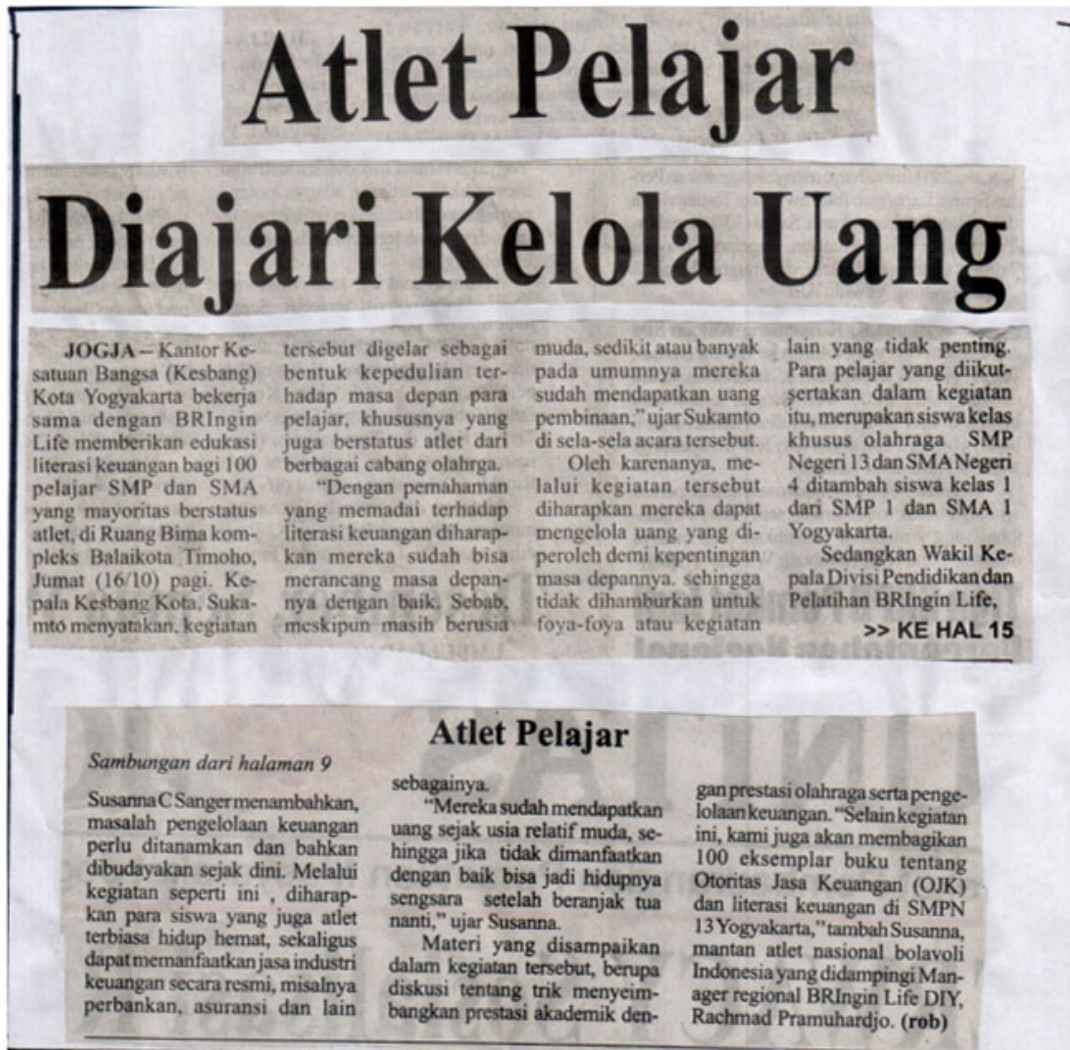 Atlet Pelajar
Diajari Kelola Uang
JOGJA – Kantor Ke-
satuan Bangsa (Kesbang)
Kota Yogyakarta bekerja
sama dengan BRIngin
Life memberikan edukasi
literasi keuangan bagi 100
pelajar SMP dan SMA
yang mayoritas berstatus
atlet, di Ruang Bima kom-
pleks Balaikota Timoho,
Jumat (16/10) pagi. Ke-
pala Kesbang Kota, Suka-
mto menyatakan, kegiatan
tersebut digelar sebagai
bentuk kepedulian ter-
hadap masa depan para
pelajar, khususnya yang
juga berstatus atlet dari
berbagai cabang olahrga.
“Dengan pemahaman
yang memadai terhadap
literasi keuangan diharap-
kan mereka sudah bisa
merancang masa depan-
nya dengan baik. Sebab,
meskipun masih berusia
muda, sedikit atau banyak
pada umumnya mereka
sudah mendapatkan uang
pembinaan,” ujar Sukamto
di sela-sela acara tersebut.
Oleh karenanya, me-
lalui kegiatan tersebut
diharapkan mereka dapat
mengelola uang yang di-
peroleh demi kepentingan
masa depannya. sehingga
tidak dihamburkan untuk
foya-foya atau kegiatan
lain yang tidak penting.
Para pelajar yang diikut-
sertakan dalam kegiatan
itu, merupakan siswa kelas
khusus olahraga SMP
Negeri 13 dan SMA Negeri
4 ditambah siswa kelas 1
dari SMP 1 dan SMA 1
Yogyakarta.
Sedangkan Wakil Ke-
pala Divisi Pendidikan dan
Pelatihan BRIngin Life,
>> KE HAL 15
Atlet Pelajar
Sambungan dari halaman 9
Susanna C Sanger menambahkan,
masalah pengelolaan keuangan
perlu ditanamkan dan bahkan
dibudayakan sejak dini. Melalui
kegiatan seperti ini , diharap-
kan para siswa yang juga atlet
terbiasa hidup hemat, sekaligus
dapat memanfaatkan jasa industri
keuangan secara resmi, misalnya
perbankan, asuransi dan lain
sebagainya.
“Mereka sudah mendapatkan
uang sejak usia relatif muda, se-
hingga jika tidak dimanfaatkan
dengan baik bisa jadi hidupnya
sengsara setelah beranjak tua
nanti,” ujar Susanna.
Materi yang disampaikan
dalam kegiatan tersebut, berupa
diskusi tentang trik menyeim-
bangkan prestasi akademik den-
gan prestasi olahraga serta penge-
lolaan keuangan. “Selain kegiatan
ini, kami juga akan membagikan
100 eksemplar buku tentang
Otoritas Jasa Keuangan (OJK)
dan literasi keuangan di SMPN
13 Yogyakarta,” tambah Susanna,
mantan atlet nasional bolavoli
Indonesia yang didampingi Man-
ager regional BRIngin Life DIY,
Rachmad Pramuhardjo. (rob)